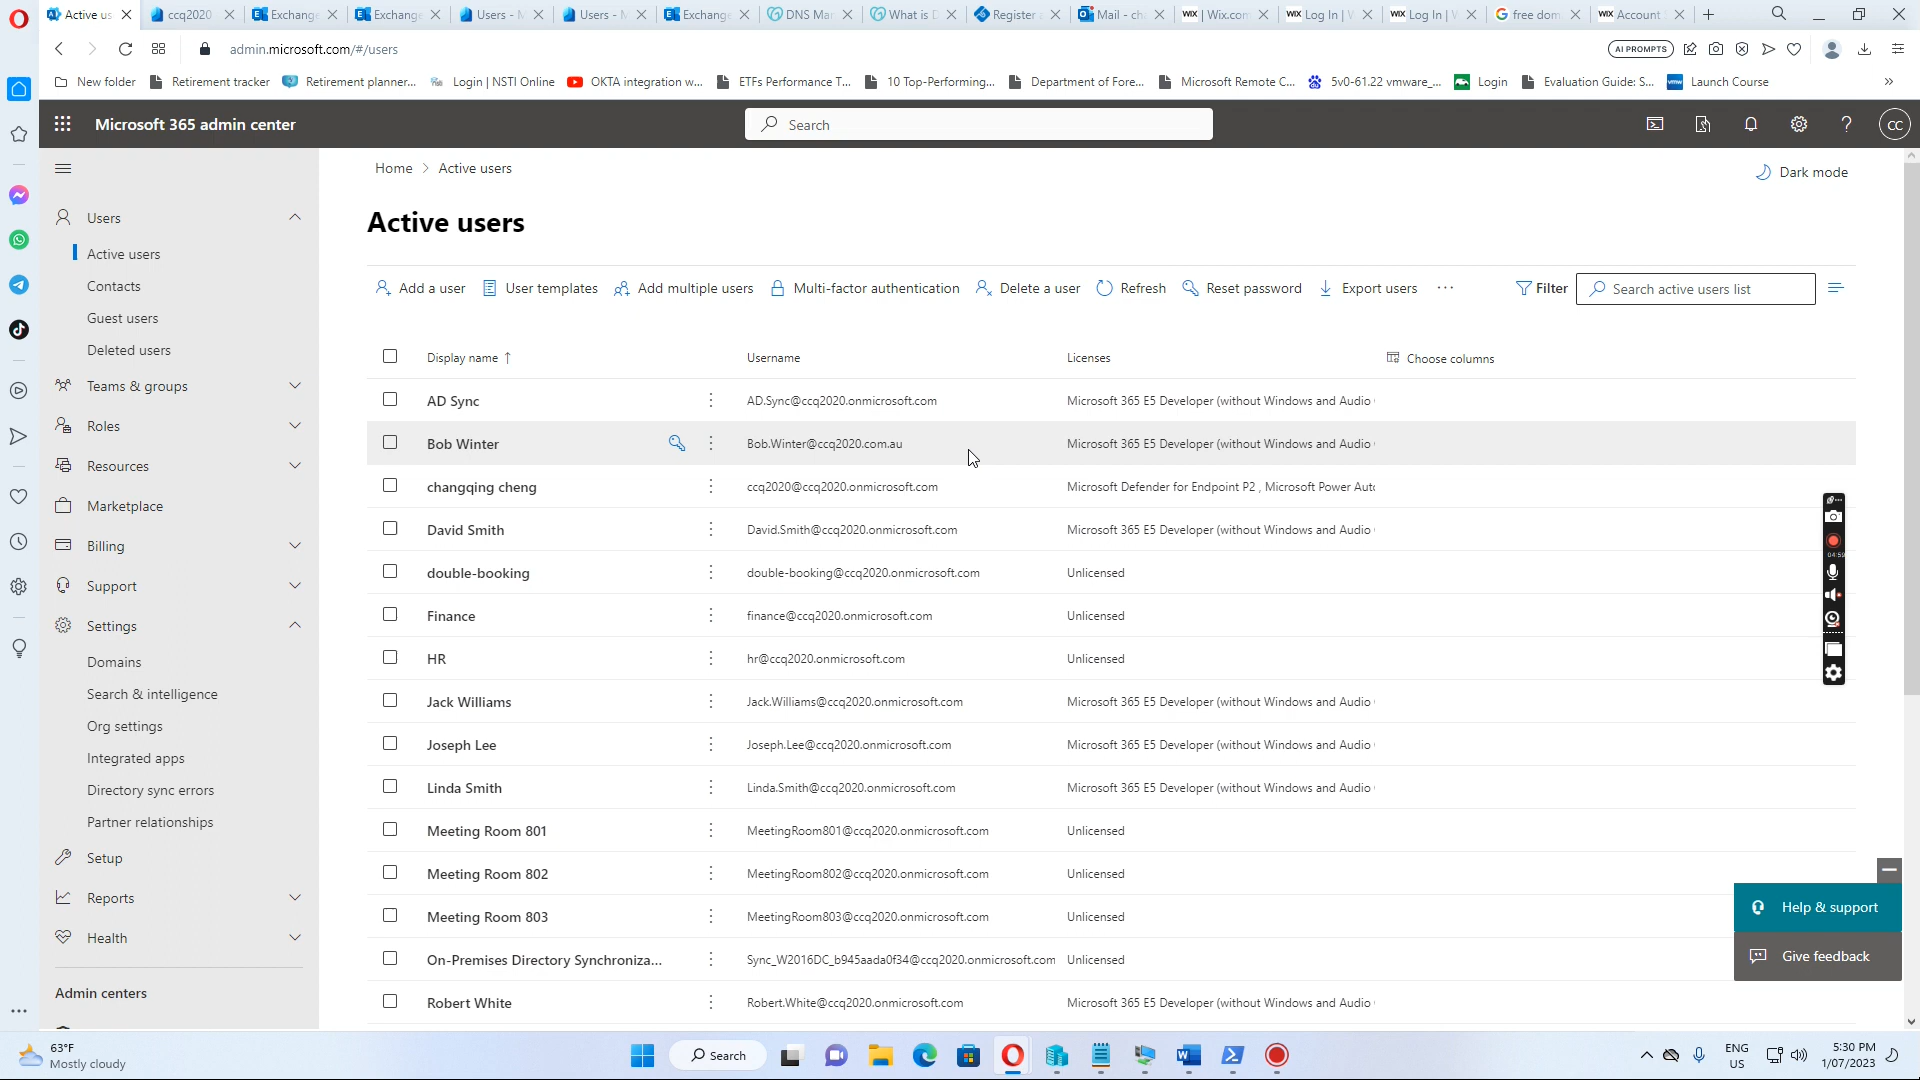 Active us
ccq2020
Exchange
Exchange
Users - M
Users - M
Exchange
DNS Man
What is D
Register a
Mail - ch
WIX | Wix.com
WIX Log In | W
WIX Log In | W
free dom
WIX Account
admin.microsoft.com/#/users
AI PROMPTS
New folder
Retirement tracker
Retirement planner...
Login | NSTI Online
OKTA integration w...
ETFs Performance T...
10 Top-Performing...
Department of Fore...
Microsoft Remote C...
5v0-61.22 vmware_...
Login
Evaluation Guide: S...
vmw Launch Course
Microsoft 365 admin center
Search
CC
Home > Active users
Dark mode
Active users
Add a user
User templates
Add multiple users
Multi-factor authentication
Delete a user
Refresh
Reset password
Export users
Filter
Search active users list
Users
Active users
Contacts
Guest users
Deleted users
Teams & groups
Roles
Resources
Marketplace
Billing
Support
Settings
Domains
Search & intelligence
Org settings
Integrated apps
Directory sync errors
Partner relationships
Setup
Reports
Health
Admin centers
Display name ↑ Username Licenses Choose columns
AD Sync AD.Sync@ccq2020.onmicrosoft.com Microsoft 365 E5 Developer (without Windows and Audio
Bob Winter Bob.Winter@ccq2020.com.au Microsoft 365 E5 Developer (without Windows and Audio
changqing cheng ccq2020@ccq2020.onmicrosoft.com Microsoft Defender for Endpoint P2 , Microsoft Power Auto
David Smith David.Smith@ccq2020.onmicrosoft.com Microsoft 365 E5 Developer (without Windows and Audio
double-booking double-booking@ccq2020.onmicrosoft.com Unlicensed
Finance finance@ccq2020.onmicrosoft.com Unlicensed
HR hr@ccq2020.onmicrosoft.com Unlicensed
Jack Williams Jack.Williams@ccq2020.onmicrosoft.com Microsoft 365 E5 Developer (without Windows and Audio
Joseph Lee Joseph.Lee@ccq2020.onmicrosoft.com Microsoft 365 E5 Developer (without Windows and Audio
Linda Smith Linda.Smith@ccq2020.onmicrosoft.com Microsoft 365 E5 Developer (without Windows and Audio
Meeting Room 801 MeetingRoom801@ccq2020.onmicrosoft.com Unlicensed
Meeting Room 802 MeetingRoom802@ccq2020.onmicrosoft.com Unlicensed
Meeting Room 803 MeetingRoom803@ccq2020.onmicrosoft.com Unlicensed
On-Premises Directory Synchroniza... Sync_W2016DC_b945aada0f34@ccq2020.onmicrosoft.com Unlicensed
Robert White Robert.White@ccq2020.onmicrosoft.com Microsoft 365 E5 Developer (without Windows and Audio
04:59
Help & support
Give feedback
63°F
Mostly cloudy
Search
ENG
US
5:30 PM
1/07/2023